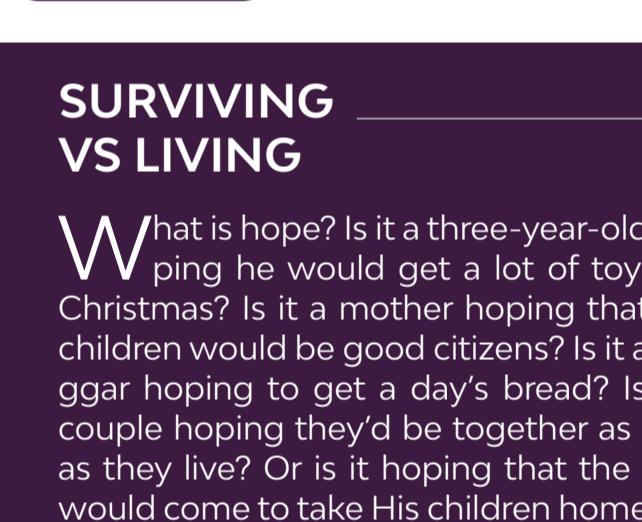 SURVIVING
VS LIVING
What is hope? Is it a three-year-old
ping he would get a lot of toy
Christmas? Is it a mother hoping that
children would be good citizens? Is it a
ggar hoping to get a day's bread? Is
couple hoping they'd be together as
as they live? Or is it hoping that the
would come to take His children home